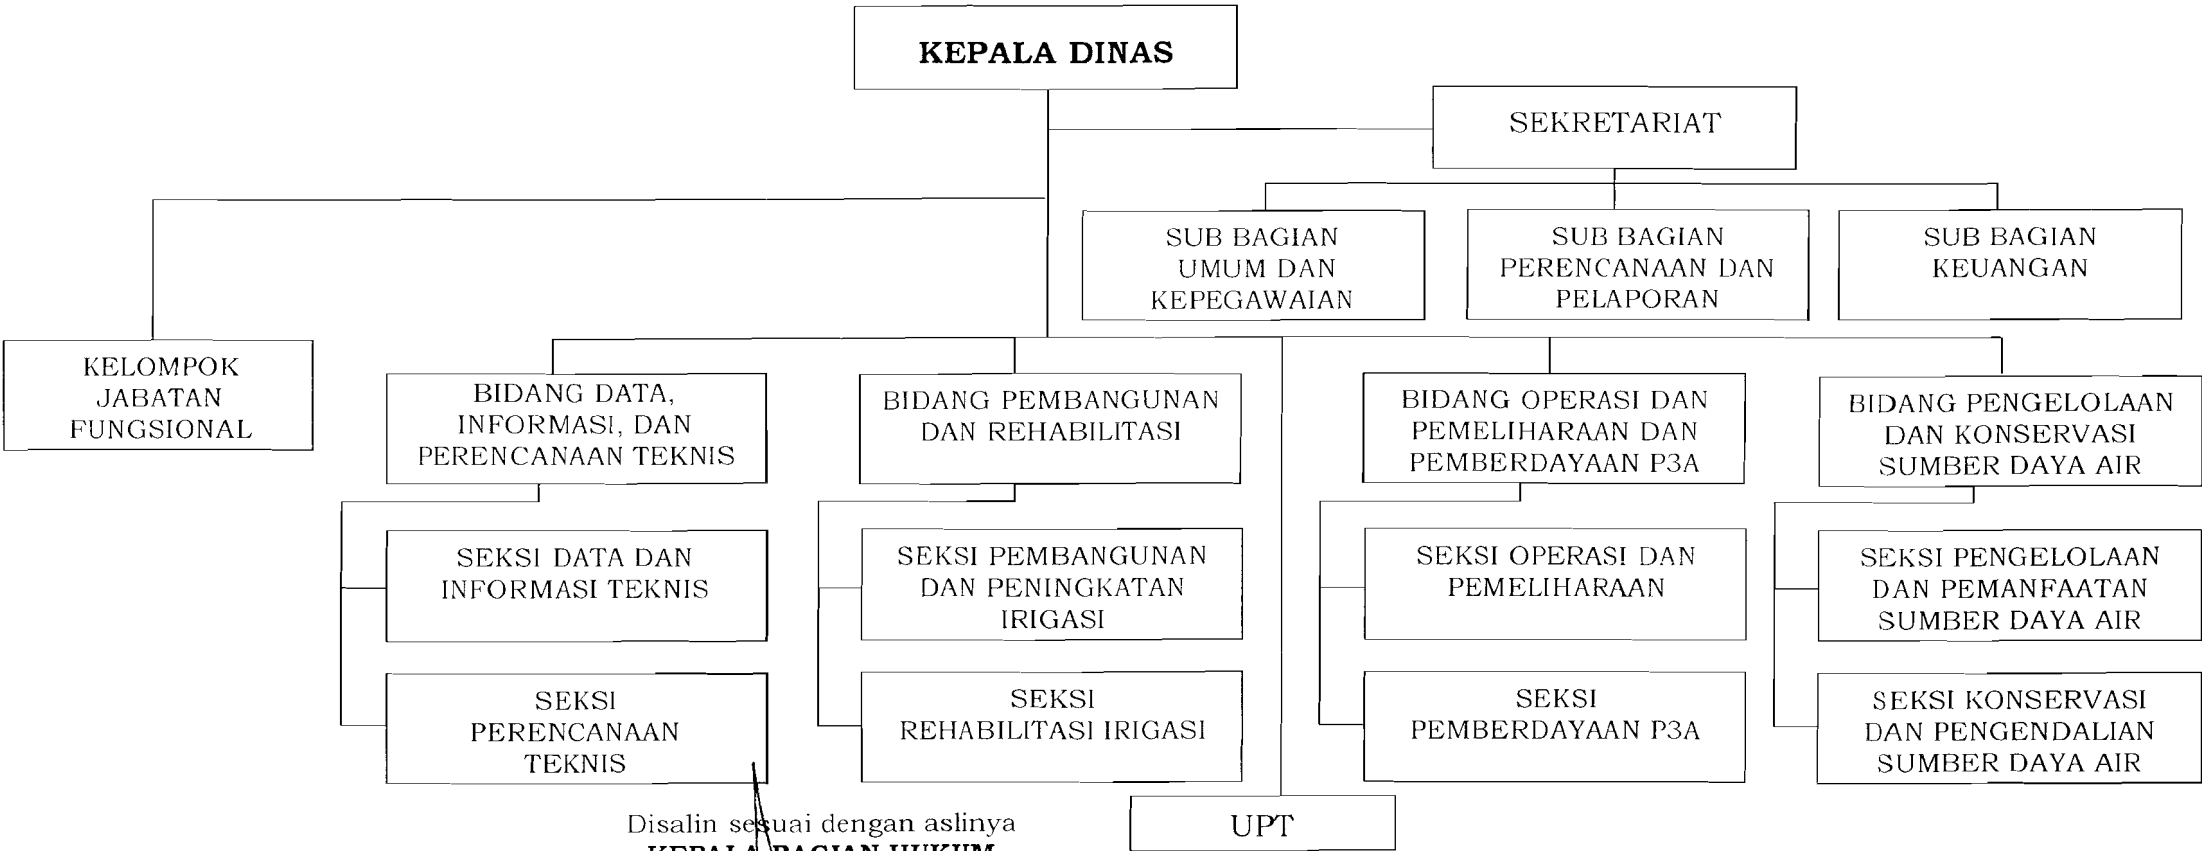 KEPALA DINAS
SEKRETARIAT
SUB BAGIAN
UMUM DAN
KEPEGAWAIAN
SUB BAGIAN
PERENCANAAN DAN
PELAPORAN
SUB BAGIAN
KEUANGAN
KELOMPOK
JABATAN
FUNGSIONAL
BIDANG DATA,
INFORMASI, DAN
PERENCANAAN TEKNIS
BIDANG PEMBANGUNAN
DAN REHABILITASI
BIDANG OPERASI DAN
PEMELIHARAAN DAN
PEMBERDAYAAN P3A
BIDANG PENGELOLAAN
DAN KONSERVASI
SUMBER DAYA AIR
SEKSI DATA DAN
INFORMASI TEKNIS
SEKSI PEMBANGUNAN
DAN PENINGKATAN
IRIGASI
SEKSI OPERASI DAN
PEMELIHARAAN
SEKSI PENGELOLAAN
DAN PEMANFAATAN
SUMBER DAYA AIR
SEKSI
PERENCANAAN
TEKNIS
SEKSI
REHABILITASI IRIGASI
SEKSI
PEMBERDAYAAN P3A
SEKSI KONSERVASI
DAN PENGENDALIAN
SUMBER DAYA AIR
UPT
Disalin sesuai dengan aslinya
KEPALA BAGIAN HUKUM